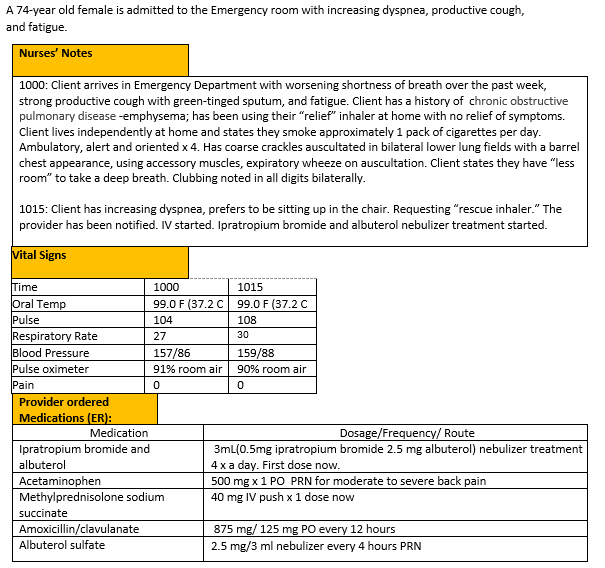 A 74-year old female is admitted to the Emergency room with increasing dyspnea, productive cough,
and fatigue.
Nurses’ Notes
1000: Client arrives in Emergency Department with worsening shortness of breath over the past week,
strong productive cough with green-tinged sputum, and fatigue. Client has a history of chronic obstructive
pulmonary disease -emphysema; has been using their “relief” inhaler at home with no relief of symptoms.
Client lives independently at home and states they smoke approximately 1 pack of cigarettes per day.
Ambulatory, alert and oriented x 4. Has coarse crackles auscultated in bilateral lower lung fields with a barrel
chest appearance, using accessory muscles, expiratory wheeze on auscultation. Client states they have “less
room” to take a deep breath. Clubbing noted in all digits bilaterally.
1015: Client has increasing dyspnea, prefers to be sitting up in the chair. Requesting “rescue inhaler.” The
provider has been notified. IV started. Ipratropium bromide and albuterol nebulizer treatment started.
Vital Signs
Time 1000 1015
Oral Temp 99.0 F (37.2 C 99.0 F (37.2 C
Pulse 104 108
Respiratory Rate 27 30
Blood Pressure 157/86 159/88
Pulse oximeter 91% room air 90% room air
Pain 0 0
Provider ordered
Medications (ER):
Medication Dosage/Frequency/ Route
Ipratropium bromide and 3mL(0.5mg ipratropium bromide 2.5 mg albuterol) nebulizer treatment
albuterol 4 x a day. First dose now.
Acetaminophen 500 mg x 1 PO PRN for moderate to severe back pain
Methylprednisolone sodium 40 mg IV push x 1 dose now
succinate
Amoxicillin/clavulanate 875 mg/ 125 mg PO every 12 hours
Albuterol sulfate 2.5 mg/3 ml nebulizer every 4 hours PRN